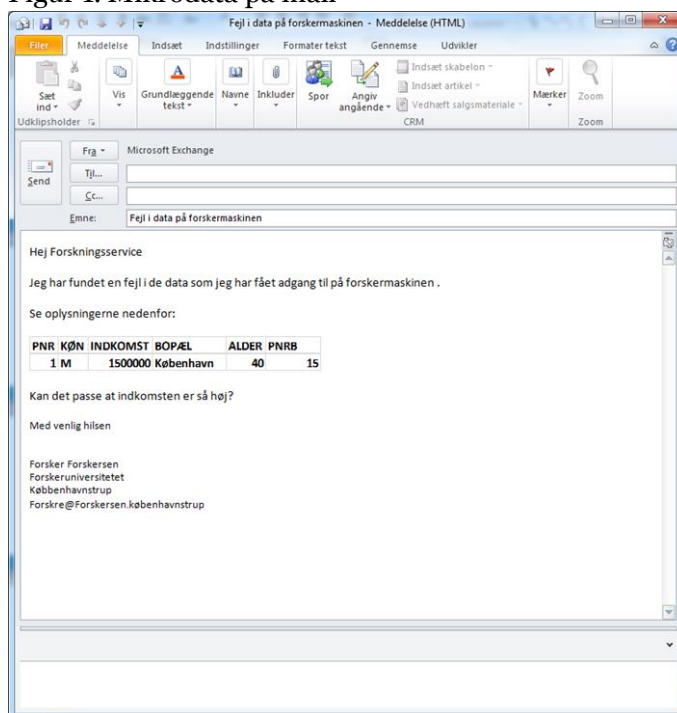 Figur 1. Mikrodata på mail
Fejl i data på forskermaskinen - Meddelelse (HTML)
Filer Meddelelse Indsæt Indstillinger Formater tekst Gennemse Udvikler
Sæt ind
Vis
Grundlæggende tekst
Navne
Inkluder
Spor
Angiv angående
Indsæt skabelon
Indsæt artikel
Vedhæft salgsmateriale
Mærker
Zoom
Udklipsholder
CRM
Zoom
Send
Fra Microsoft Exchange
Til...
Cc...
Emne: Fejl i data på forskermaskinen
Hej Forskningsservice
Jeg har fundet en fejl i de data som jeg har fået adgang til på forskermaskinen .
Se oplysningerne nedenfor:
PNR KØN INDKOMST BOPÆL ALDER PNRB
1 M 1500000 København 40 15
Kan det passe at indkomsten er så høj?
Med venlig hilsen
Forsker Forskersen
Forskeruniversitetet
Købbenhavnstrup
Forskre@Forskersen.københavnstrup